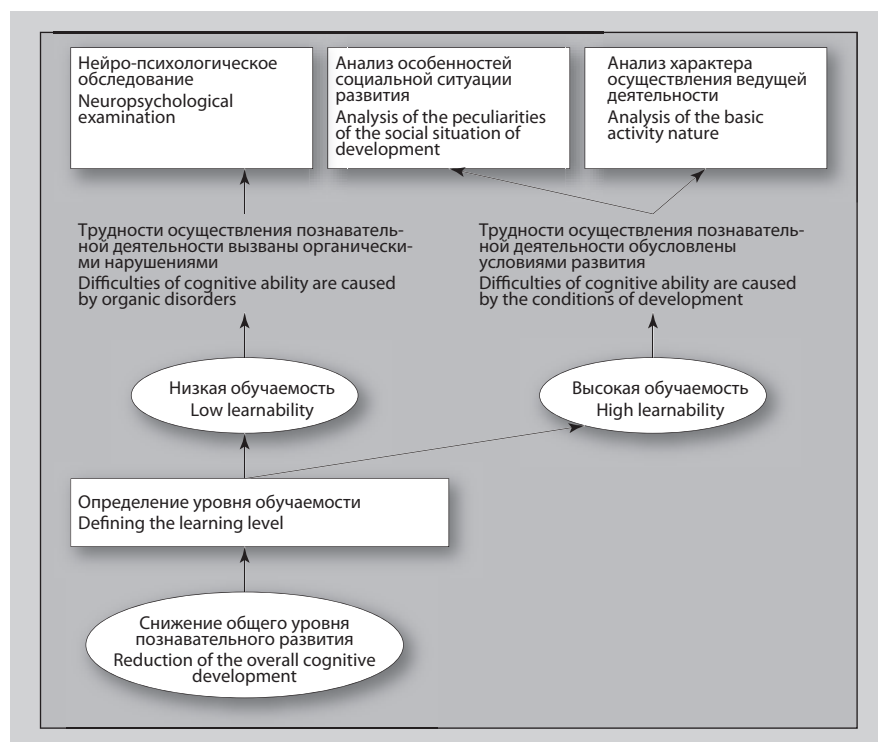 Нейро-психологическое
обследование
Neuropsychological
examination
Анализ особенностей
социальной ситуации
развития
Analysis of the peculiarities
of the social situation of
development
Анализ характера
осуществления ведущей
деятельности
Analysis of the basic
activity nature
Трудности осуществления познаватель-
ной деятельности вызваны органически-
ми нарушениями
Difficulties of cognitive ability are caused
by organic disorders
Трудности осуществления познаватель-
ной деятельности обусловлены
условиями развития
Difficulties of cognitive ability are caused
by the conditions of development
Низкая обучаемость
Low learnability
Высокая обучаемость
High learnability
Определение уровня обучаемости
Defining the learning level
Снижение общего уровня
познавательного развития
Reduction of the overall cognitive
development